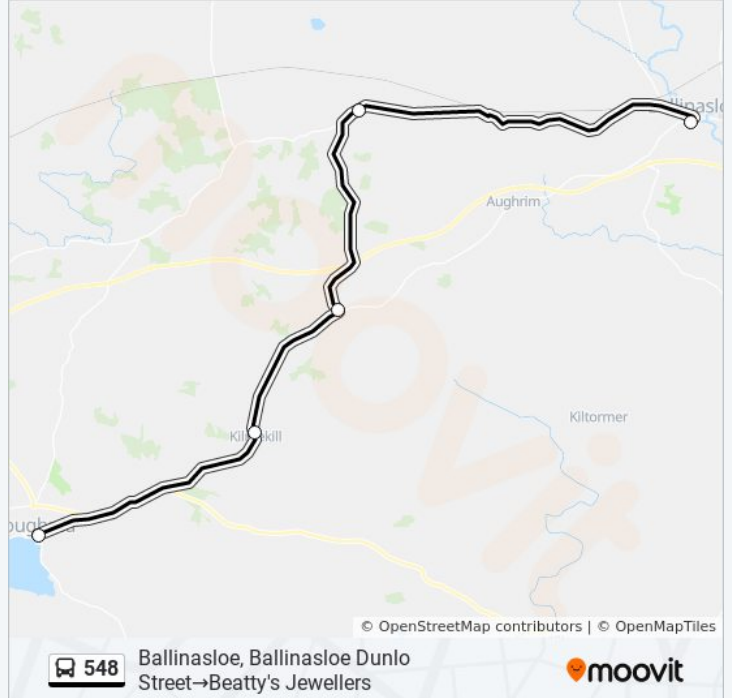 Aughrim
Kiltormer
© OpenStreetMap contributors | © OpenMapTiles
548
Ballinasloe, Ballinasloe Dunlo
Street→Beatty's Jewellers
moovit